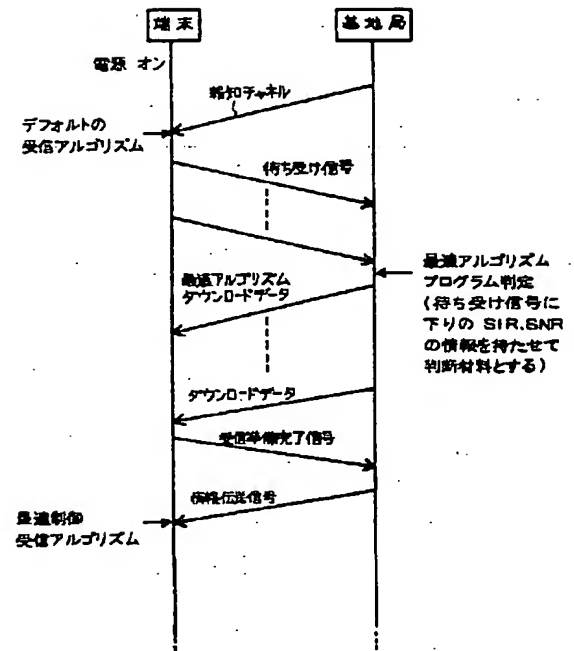 端末
基地局
電源 オン
報知チャネル
デフォルトの
受信アルゴリズム
待ち受け信号
最適アルゴリズム
プログラム判定
(待ち受け信号に
下りの SIR,SNR
の情報を持たせて
判断材料とする)
最適アルゴリズム
ダウンロードデータ
ダウンロードデータ
受信準備完了信号
情報伝送信号
最適制御
受信アルゴリズム